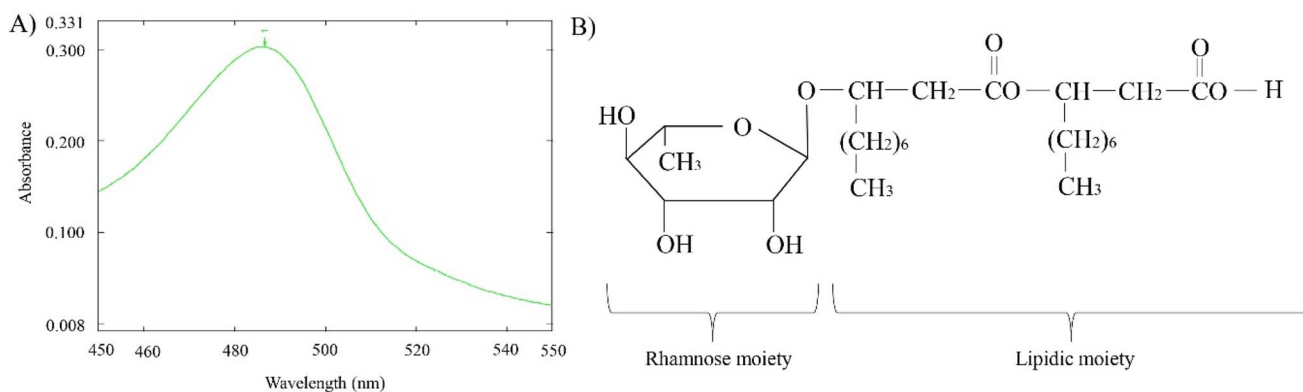 A)
0,331
0,300
0,200
0,100
0,008
Absorbance
1
450 460 480 500 520 540 550
Wavelength (nm)
B)
O O
O — CH — CH₂ — CO — CH — CH₂ — CO — H
HO O (CH₂)₆ (CH₂)₆
CH₃ CH₃ CH₃
OH OH
Rhamnose moiety Lipidic moiety